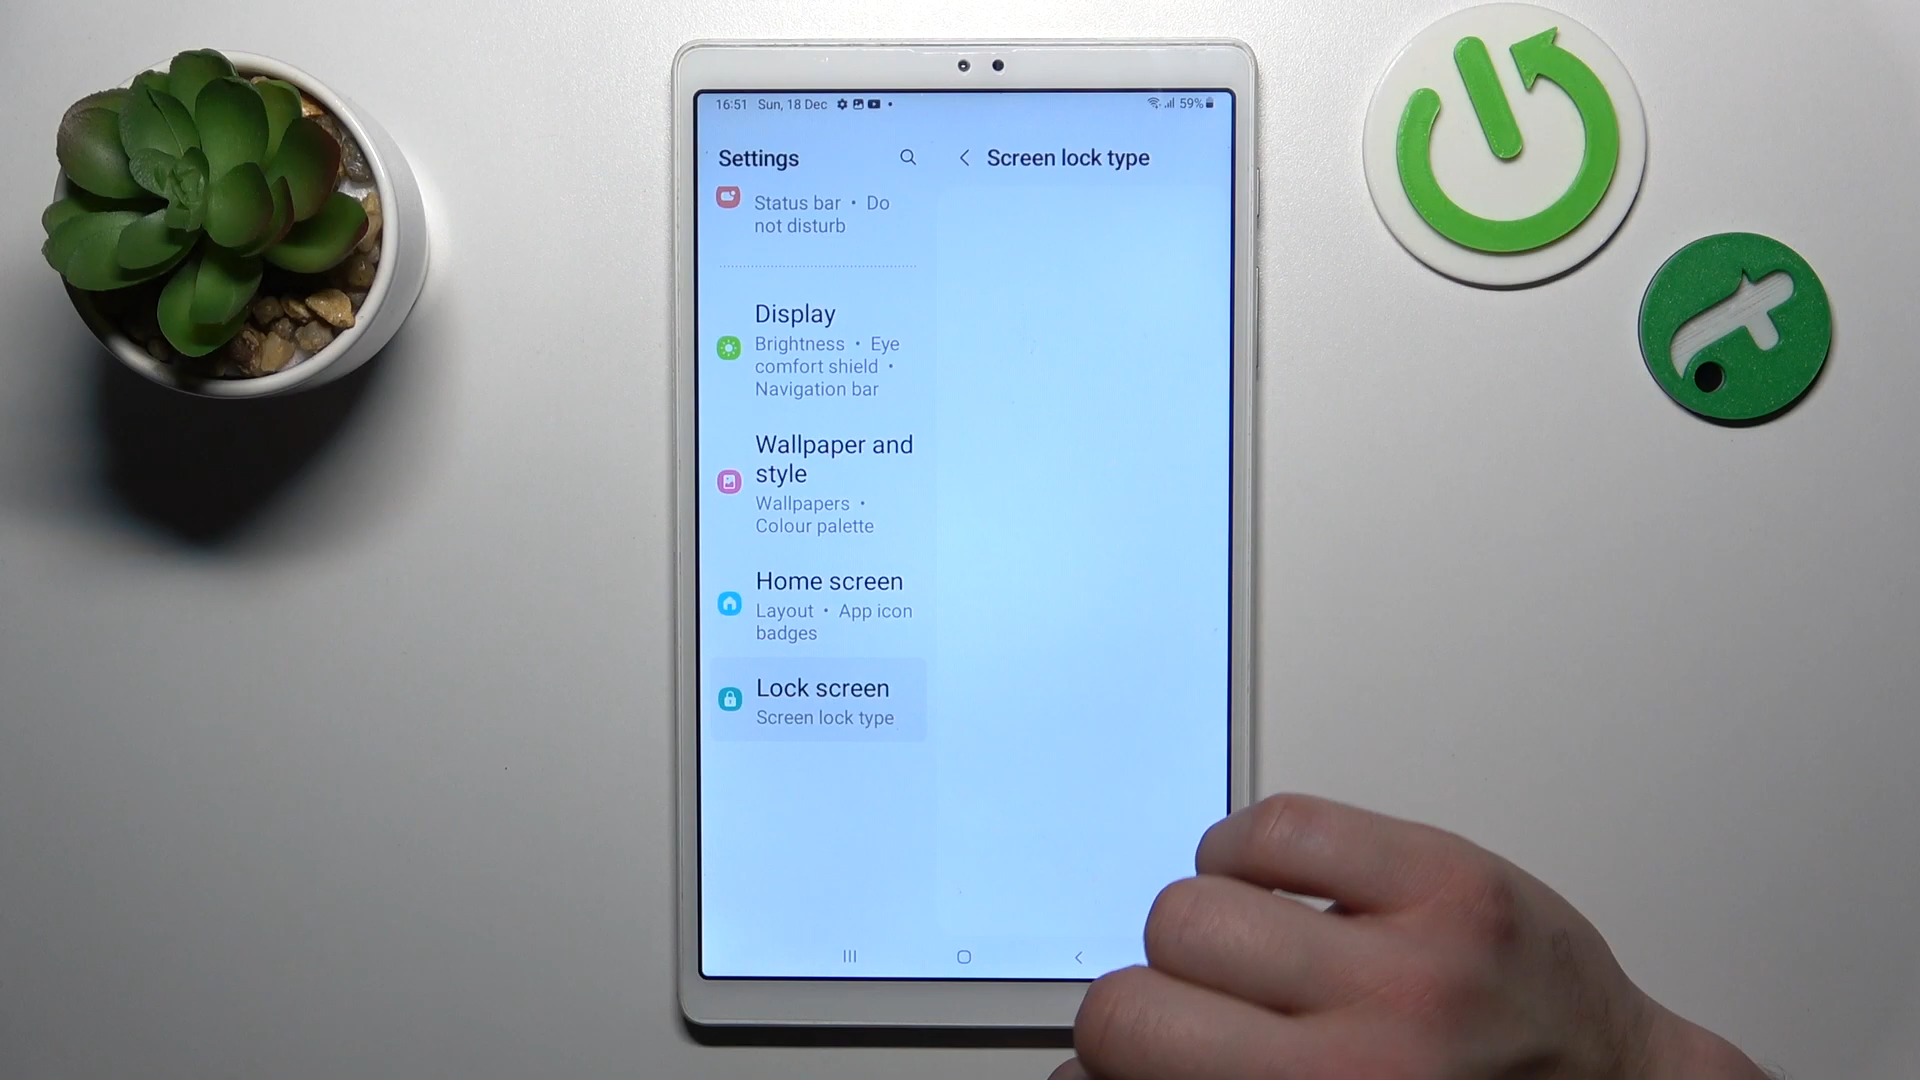 16:51 Sun, 18 Dec
59%
Settings
Screen lock type
Status bar • Do
not disturb
Display
Brightness • Eye
comfort shield •
Navigation bar
Wallpaper and
style
Wallpapers •
Colour palette
Home screen
Layout • App icon
badges
Lock screen
Screen lock type